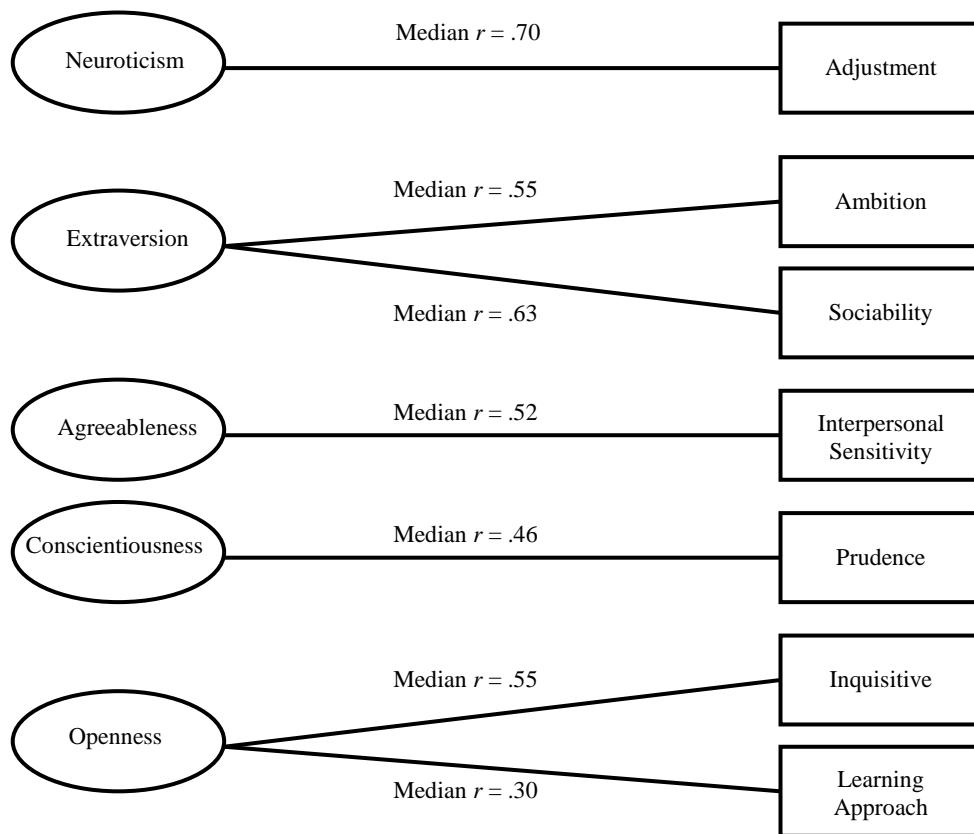 Median r = .70
Neuroticism
Adjustment
Median r = .55
Ambition
Extraversion
Median r = .63
Sociability
Median r = .52
Agreeableness
Interpersonal
Sensitivity
Median r = .46
Conscientiousness
Prudence
Median r = .55
Inquisitive
Openness
Median r = .30
Learning
Approach